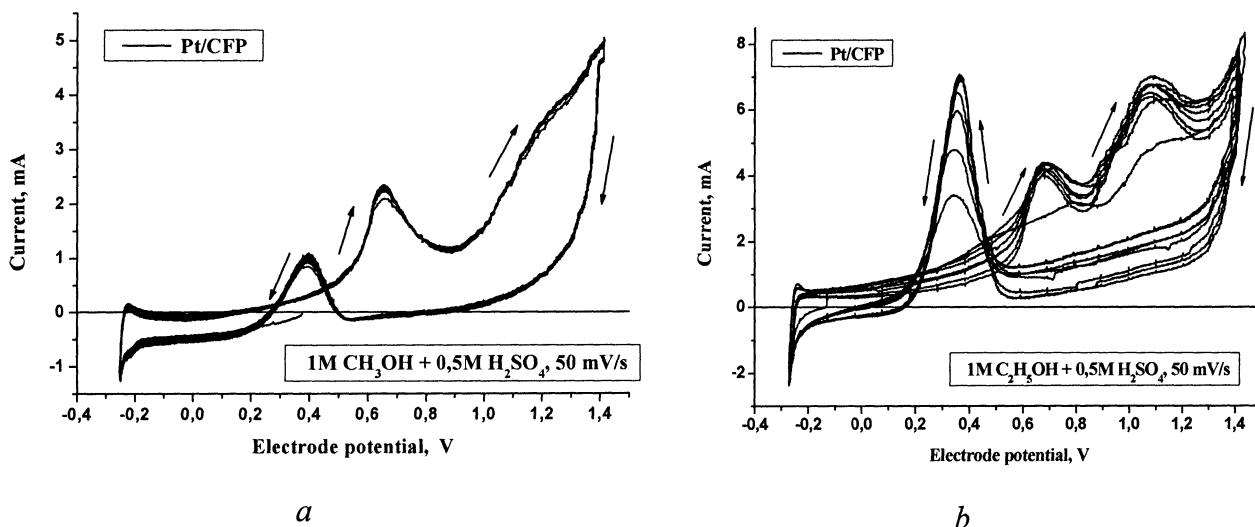 5
4
3
2
1
0
-1
Current, mA
Pt/CFP
1M CH₃OH + 0,5M H₂SO₄, 50 mV/s
-0,4 -0,2 0,0 0,2 0,4 0,6 0,8 1,0 1,2 1,4
Electrode potential, V
a
8
6
4
2
0
-2
Current, mA
Pt/CFP
1M C₂H₅OH + 0,5M H₂SO₄, 50 mV/s
-0,4 -0,2 0,0 0,2 0,4 0,6 0,8 1,0 1,2 1,4
Electrode potential, V
b